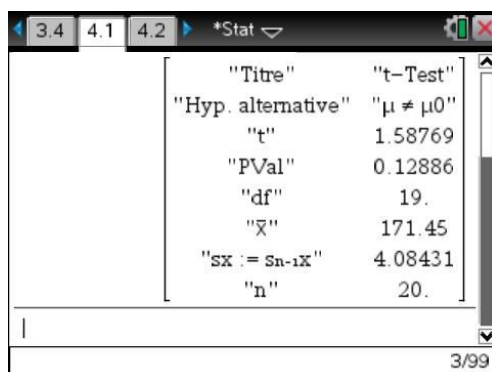 3.4 4.1 4.2 *Stat
"Titre" "t–Test"
"Hyp. alternative" "μ ≠ μ0"
"t" 1.58769
"PVal" 0.12886
"df" 19.
"x̄" 171.45
"sx := sₙ₋₁x" 4.08431
"n" 20.
3/99